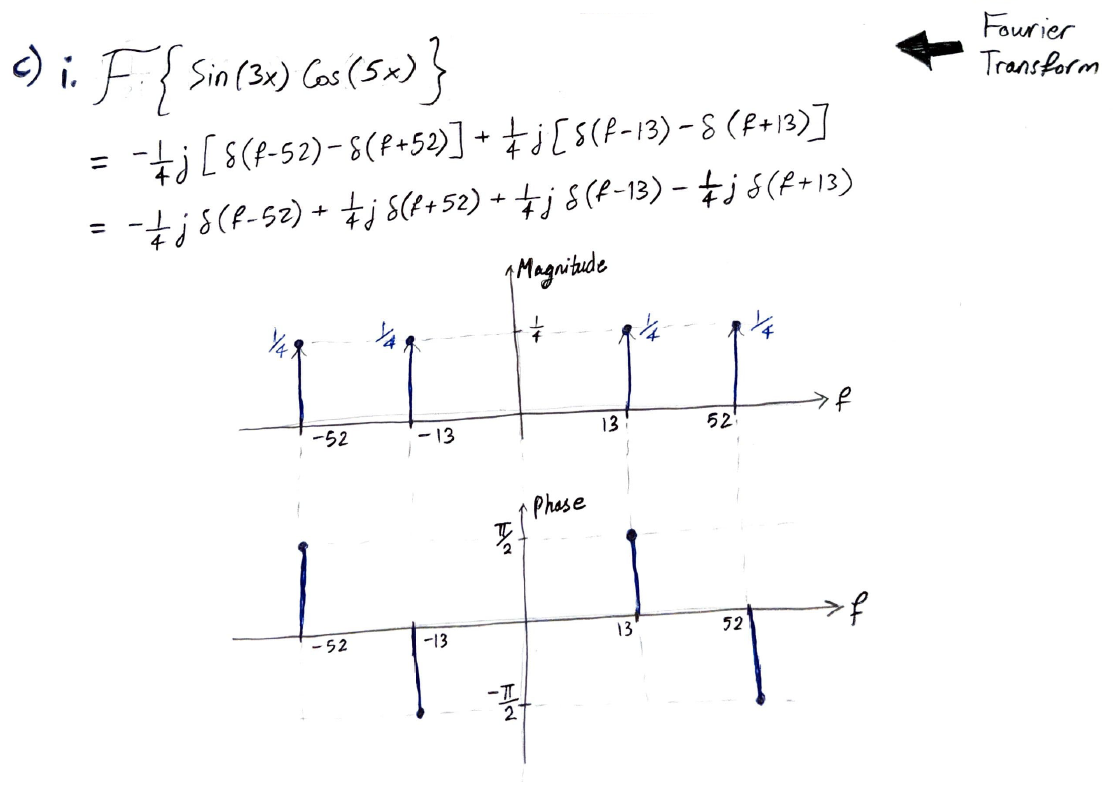 Fourier
Transform
c) i. F{ Sin(3x) Cos(5x) }
= -1/4 j [δ(f-52) - δ(f+52)] + 1/4 j [δ(f-13) - δ(f+13)]
= -1/4 j δ(f-52) + 1/4 j δ(f+52) + 1/4 j δ(f-13) - 1/4 j δ(f+13)
Magnitude
1/4 1/4 1/4 1/4 1/4
f
-52 -13 13 52
Phase
π/2
f
-52 -13 13 52
-π/2